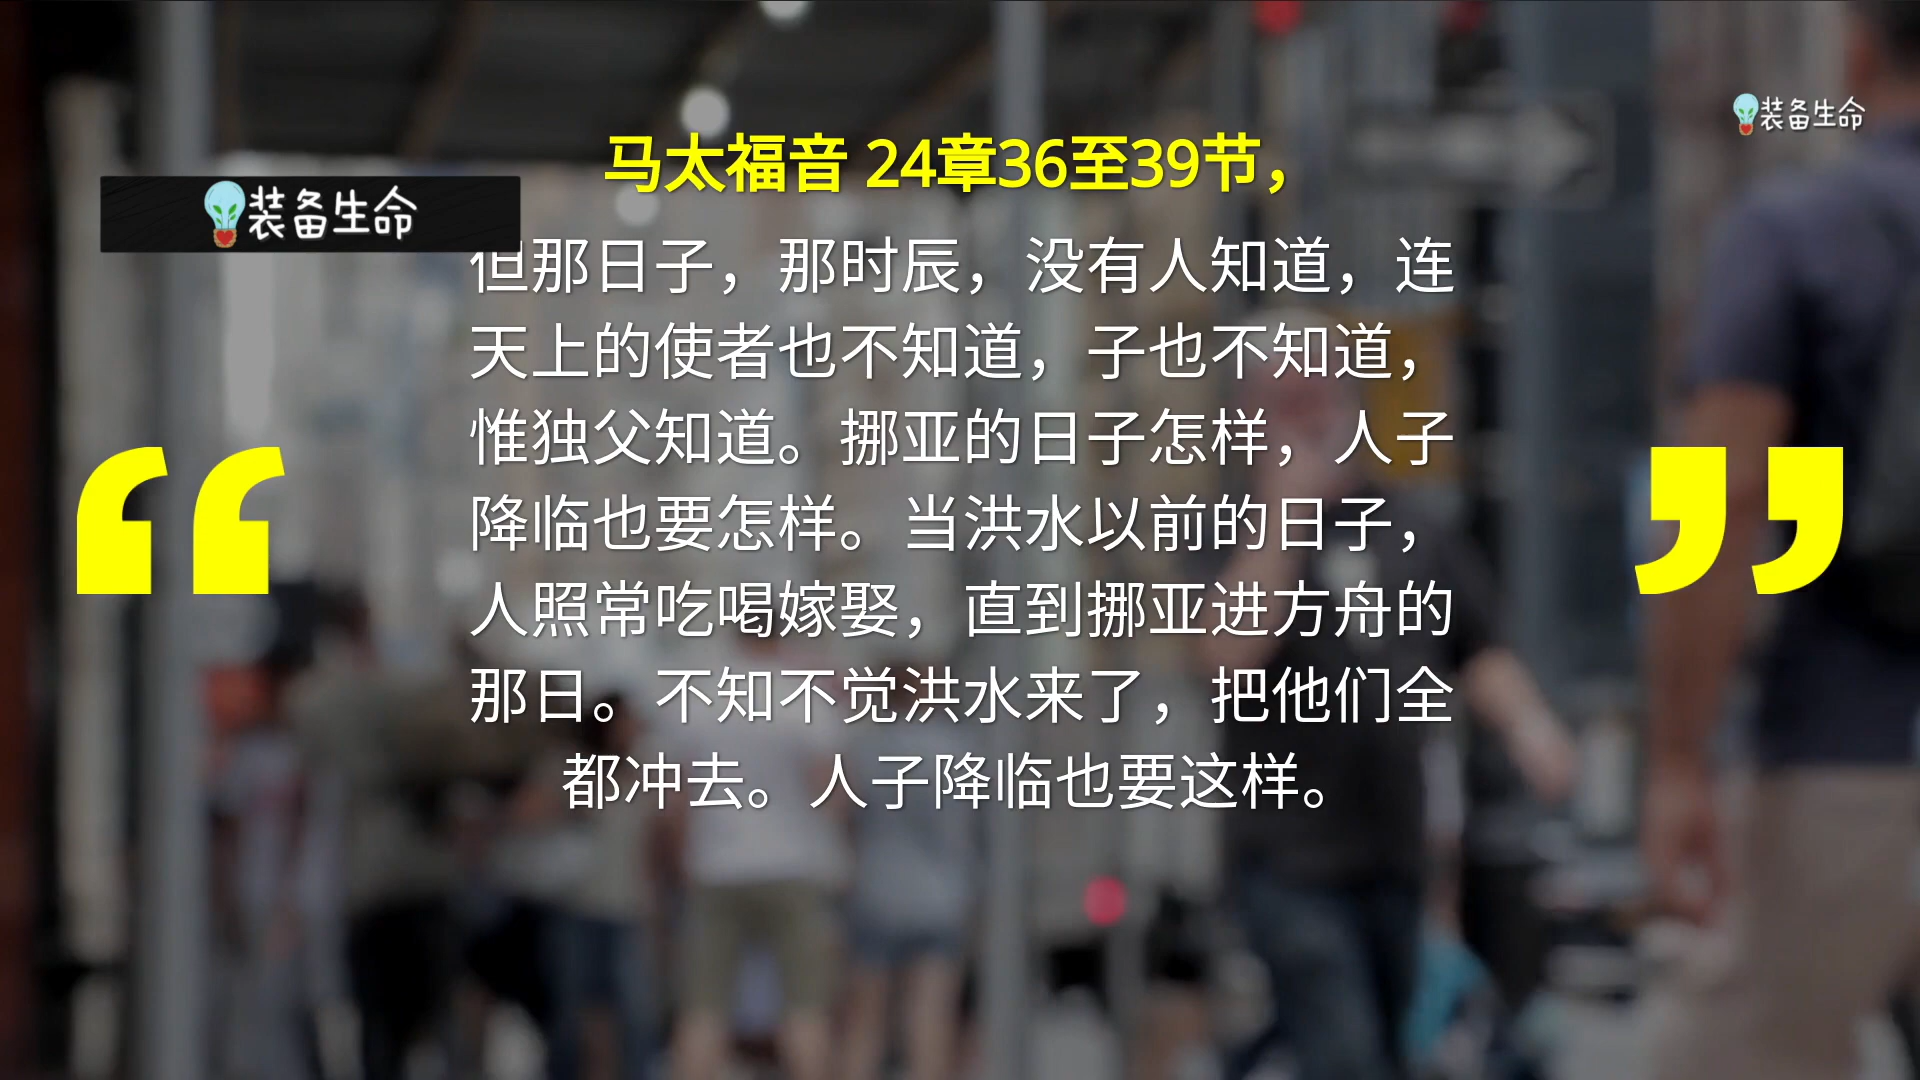 装备生命
马太福音 24章36至39节，
装备生命
但那日子，那时辰，没有人知道，连
天上的使者也不知道，子也不知道，
惟独父知道。挪亚的日子怎样，人子
降临也要怎样。当洪水以前的日子，
人照常吃喝嫁娶，直到挪亚进方舟的
那日。不知不觉洪水来了，把他们全
都冲去。人子降临也要这样。